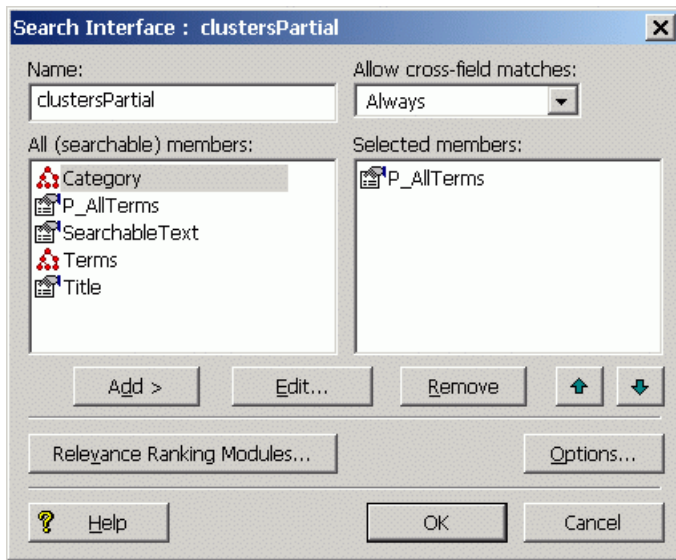 Search Interface : clustersPartial
Name:
Allow cross-field matches:
clustersPartial
Always
All (searchable) members:
Selected members:
Category
P_AllTerms
SearchableText
Terms
Title
P_AllTerms
Add >
Edit...
Remove
Relevance Ranking Modules...
Options...
Help
OK
Cancel